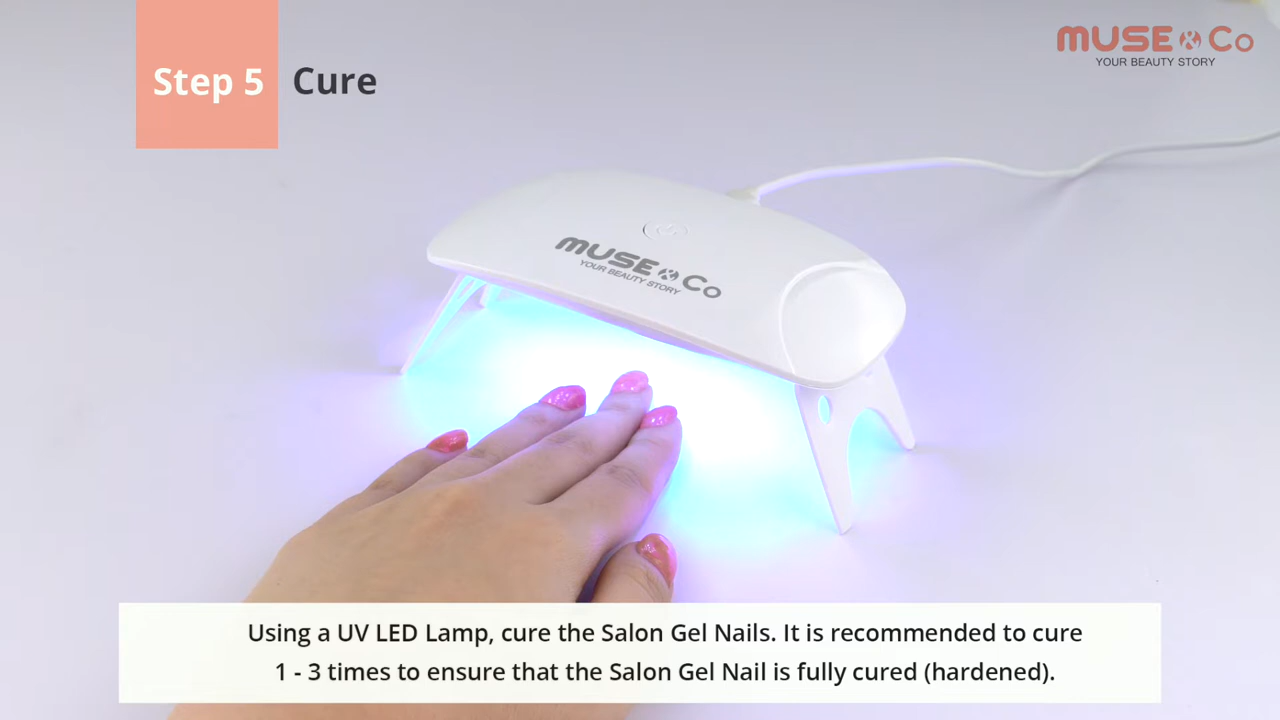 MUSE & Co
YOUR BEAUTY STORY
Step 5 Cure
MUSE & Co
YOUR BEAUTY STORY
Using a UV LED Lamp, cure the Salon Gel Nails. It is recommended to cure
1 - 3 times to ensure that the Salon Gel Nail is fully cured (hardened).